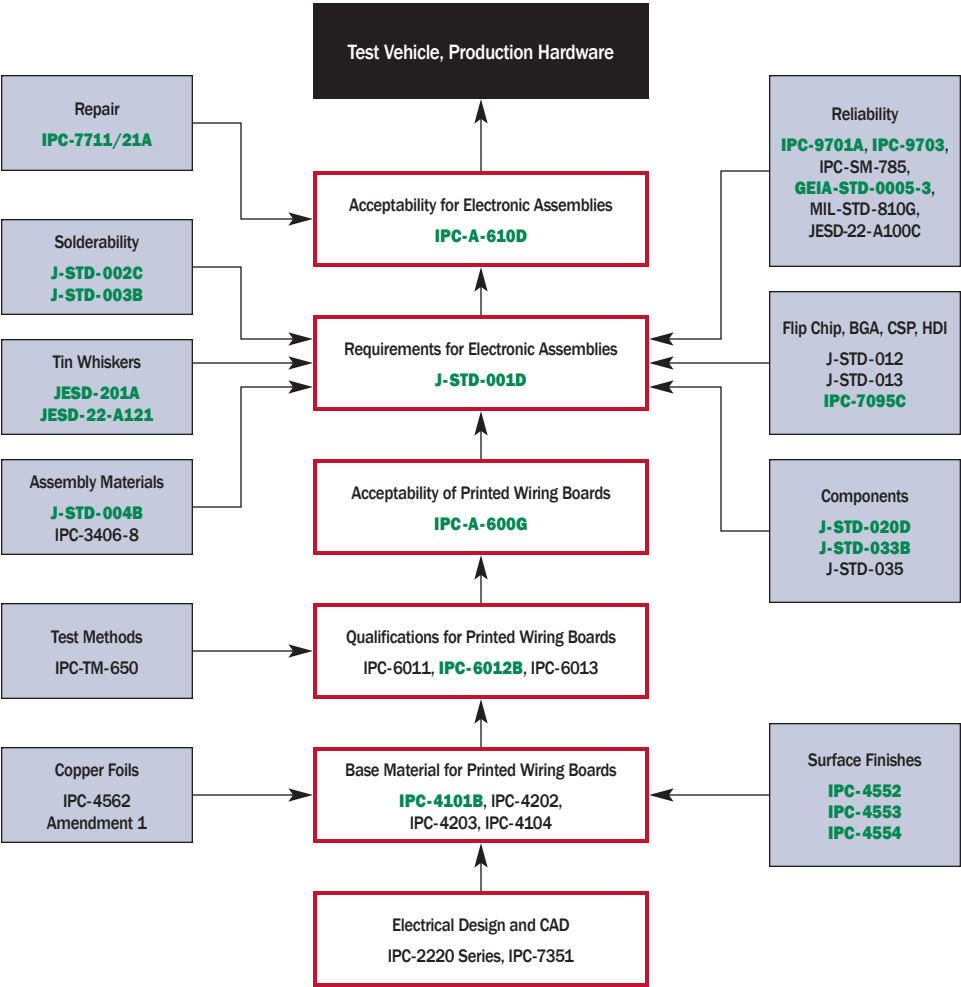 Test Vehicle, Production Hardware
Repair
IPC-7711/21A
Reliability
IPC-9701A, IPC-9703,
IPC-SM-785,
GEIA-STD-0005-3,
MIL-STD-810G,
JESD-22-A100C
Acceptability for Electronic Assemblies
IPC-A-610D
Solderability
J-STD-002C
J-STD-003B
Flip Chip, BGA, CSP, HDI
J-STD-012
J-STD-013
IPC-7095C
Requirements for Electronic Assemblies
J-STD-001D
Tin Whiskers
JESD-201A
JESD-22-A121
Assembly Materials
J-STD-004B
IPC-3406-8
Acceptability of Printed Wiring Boards
IPC-A-600G
Components
J-STD-020D
J-STD-033B
J-STD-035
Test Methods
IPC-TM-650
Qualifications for Printed Wiring Boards
IPC-6011, IPC-6012B, IPC-6013
Copper Foils
IPC-4562
Amendment 1
Base Material for Printed Wiring Boards
IPC-4101B, IPC-4202,
IPC-4203, IPC-4104
Surface Finishes
IPC-4552
IPC-4553
IPC-4554
Electrical Design and CAD
IPC-2220 Series, IPC-7351